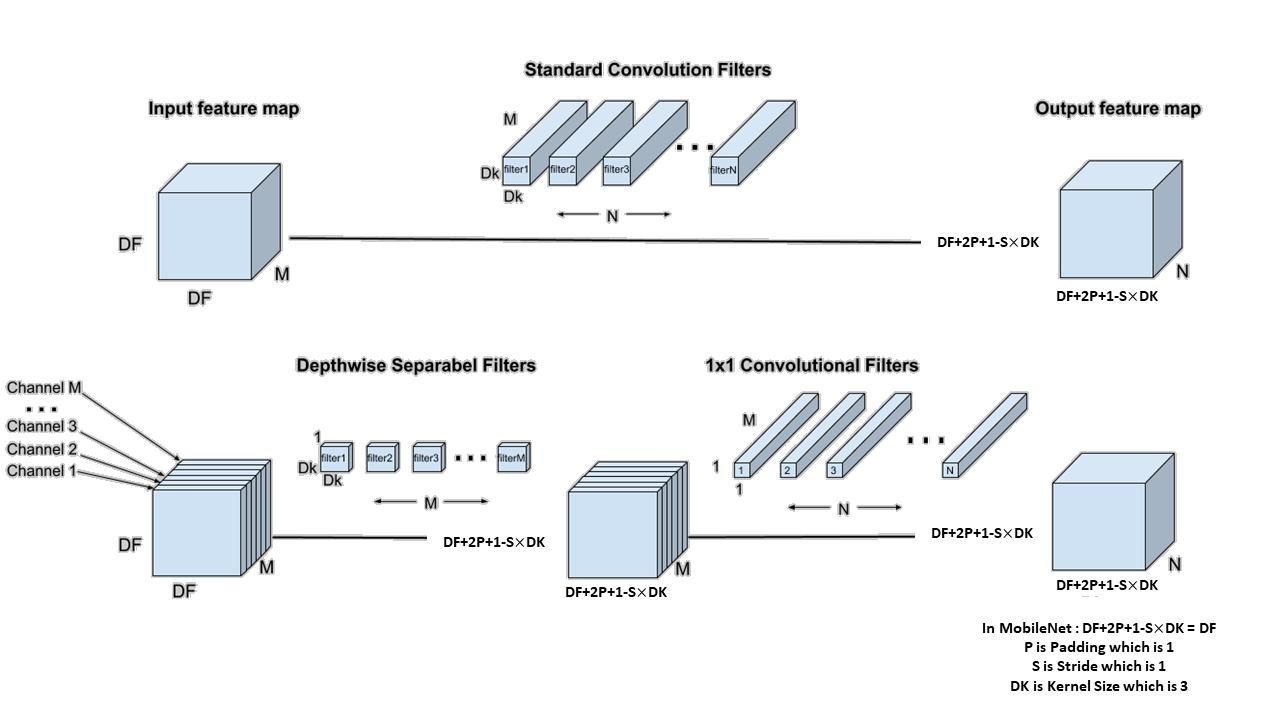 Standard Convolution Filters
Input feature map
Output feature map
M
Dk
filter1
filter2
filter3
...
filterN
Dk
N
DF
M
DF
DF+2P+1-S×DK
N
DF+2P+1-S×DK
Depthwise Separabel Filters
1x1 Convolutional Filters
Channel M
...
Channel 3
Channel 2
Channel 1
DF
M
DF
1
Dk
filter1
filter2
filter3
...
filterM
Dk
M
DF+2P+1-S×DK
M
DF+2P+1-S×DK
M
1
1
2
3
...
N
1
N
DF+2P+1-S×DK
N
DF+2P+1-S×DK
In MobileNet : DF+2P+1-S×DK = DF
P is Padding which is 1
S is Stride which is 1
DK is Kernel Size which is 3